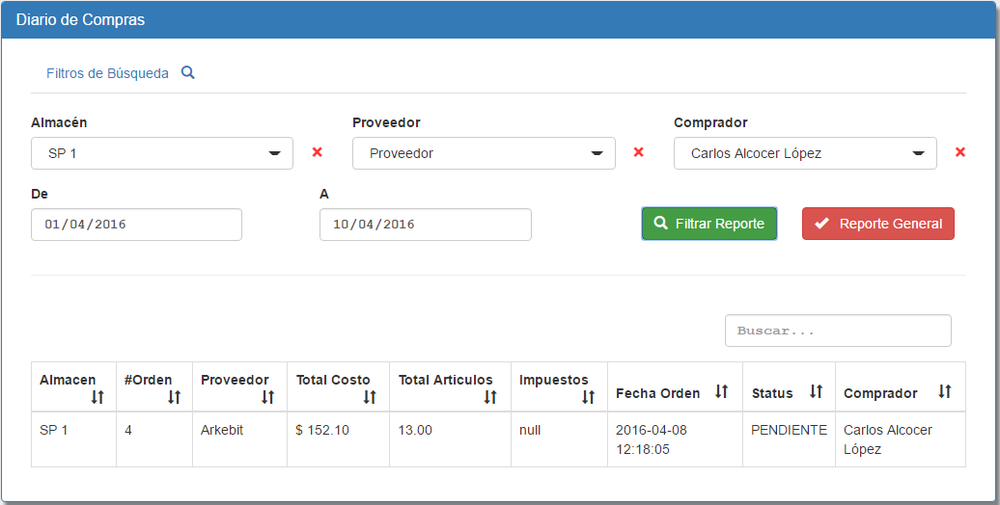 Diario de Compras
Filtros de Búsqueda
Almacén Proveedor Comprador
SP 1 Proveedor Carlos Alcocer López
De A
01/04/2016 10/04/2016 Filtrar Reporte Reporte General
Buscar...
Almacen #Orden Proveedor Total Costo Total Articulos Impuestos Fecha Orden Status Comprador
SP 1 4 Arkebit $ 152.10 13.00 null 2016-04-08 PENDIENTE Carlos Alcocer
12:18:05 López